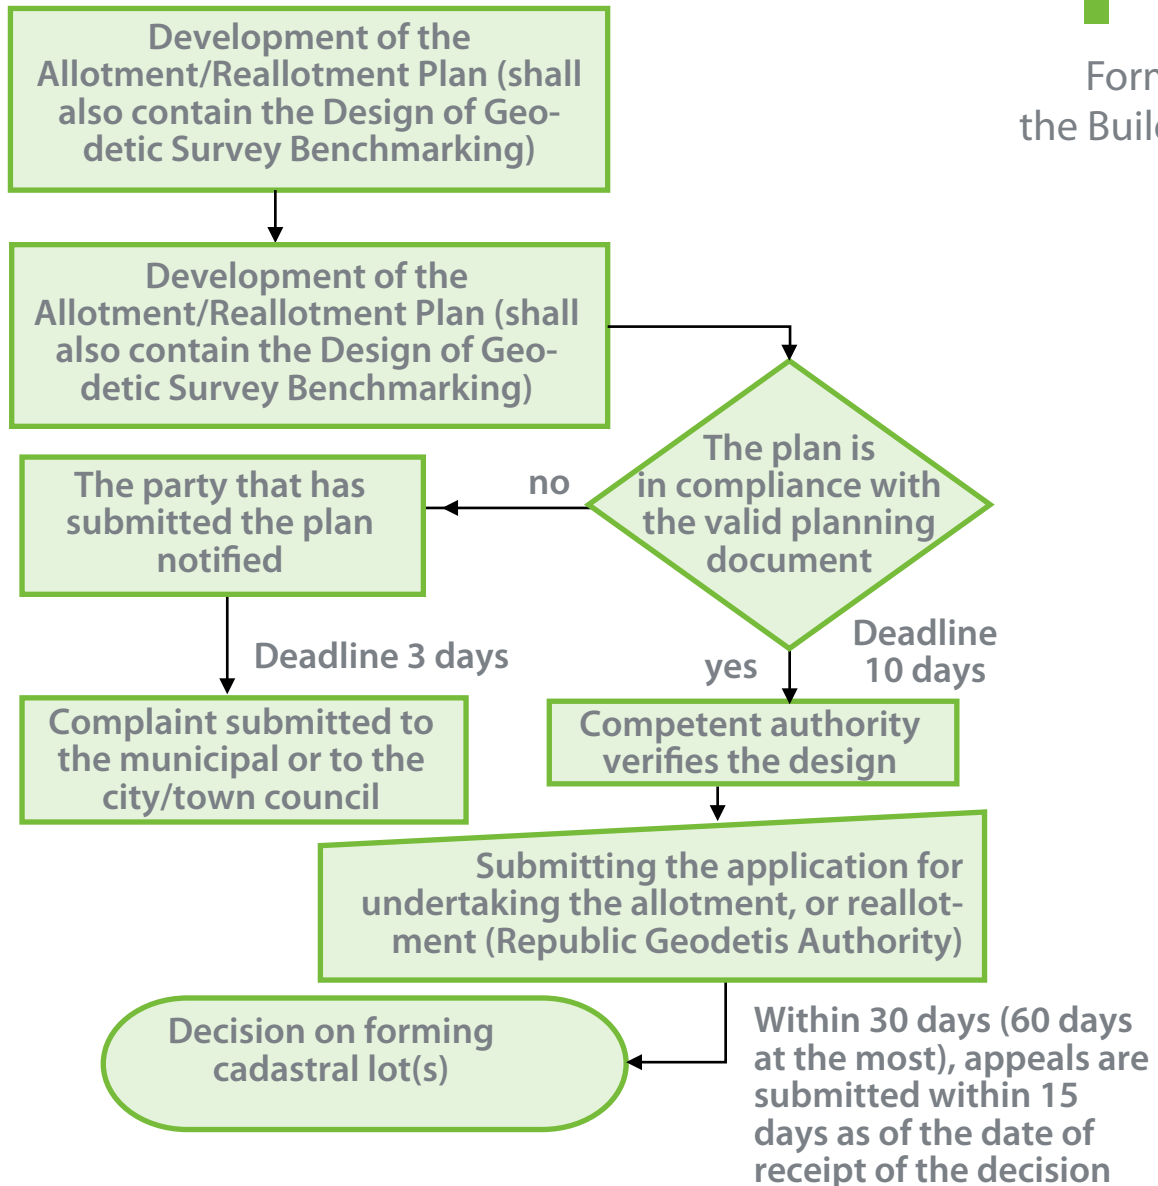 Development of the
Allotment/Reallotment Plan (shall
also contain the Design of Geo-
detic Survey Benchmarking)
Development of the
Allotment/Reallotment Plan (shall
also contain the Design of Geo-
detic Survey Benchmarking)
The plan is
in compliance with
the valid planning
document
no
The party that has
submitted the plan
notified
Deadline 3 days
Complaint submitted to
the municipal or to the
city/town council
yes
Deadline
10 days
Competent authority
verifies the design
Submitting the application for
undertaking the allotment, or reallot-
ment (Republic Geodetis Authority)
Within 30 days (60 days
at the most), appeals are
submitted within 15
days as of the date of
receipt of the decision
Decision on forming
cadastral lot(s)
the